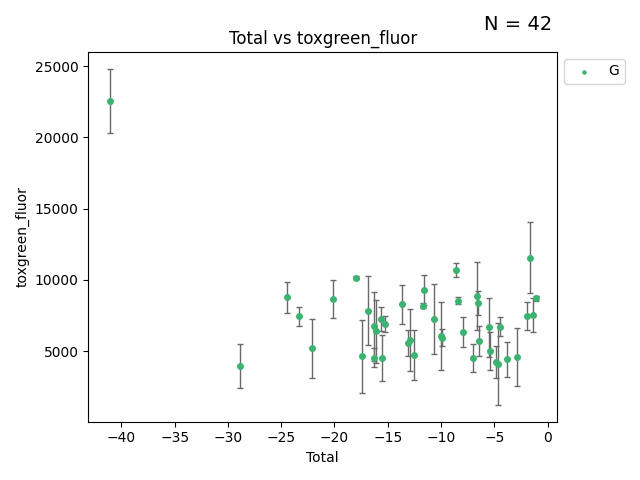 N = 42
Total vs toxgreen_fluor
G
25000
20000
15000
10000
5000
toxgreen_fluor
−40 −35 −30 −25 −20 −15 −10 −5 0
Total